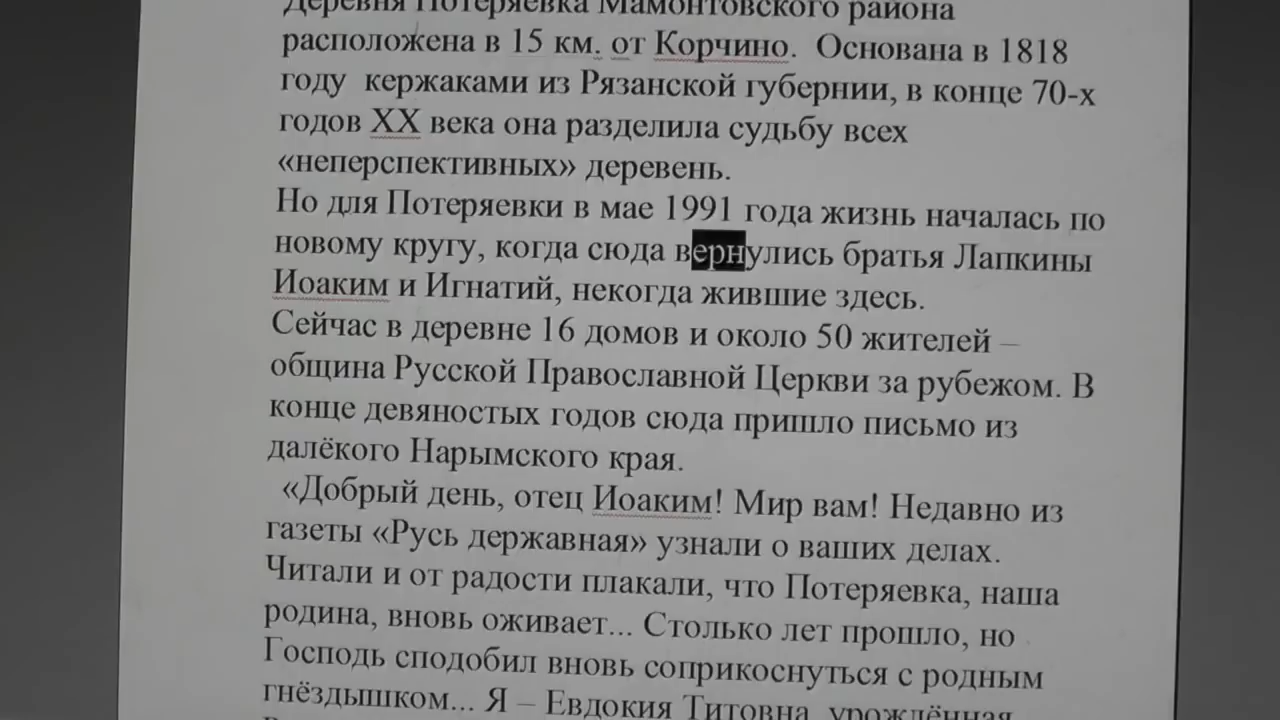 Деревня Потеряевка Мамонтовского района
расположена в 15 км. от Корчино.  Основана в 1818
году  кержаками из Рязанской губернии, в конце 70-х
годов XX века она разделила судьбу всех
«неперспективных» деревень.
Но для Потеряевки в мае 1991 года жизнь началась по
новому кругу, когда сюда вернулись братья Лапкины
Иоаким и Игнатий, некогда жившие здесь.
Сейчас в деревне 16 домов и около 50 жителей –
община Русской Православной Церкви за рубежом. В
конце девяностых годов сюда пришло письмо из
далёкого Нарымского края.
«Добрый день, отец Иоаким! Мир вам! Недавно из
газеты «Русь державная» узнали о ваших делах.
Читали и от радости плакали, что Потеряевка, наша
родина, вновь оживает... Столько лет прошло, но
Господь сподобил вновь соприкоснуться с родным
гнёздышком... Я – Евдокия Титовна, урождённая